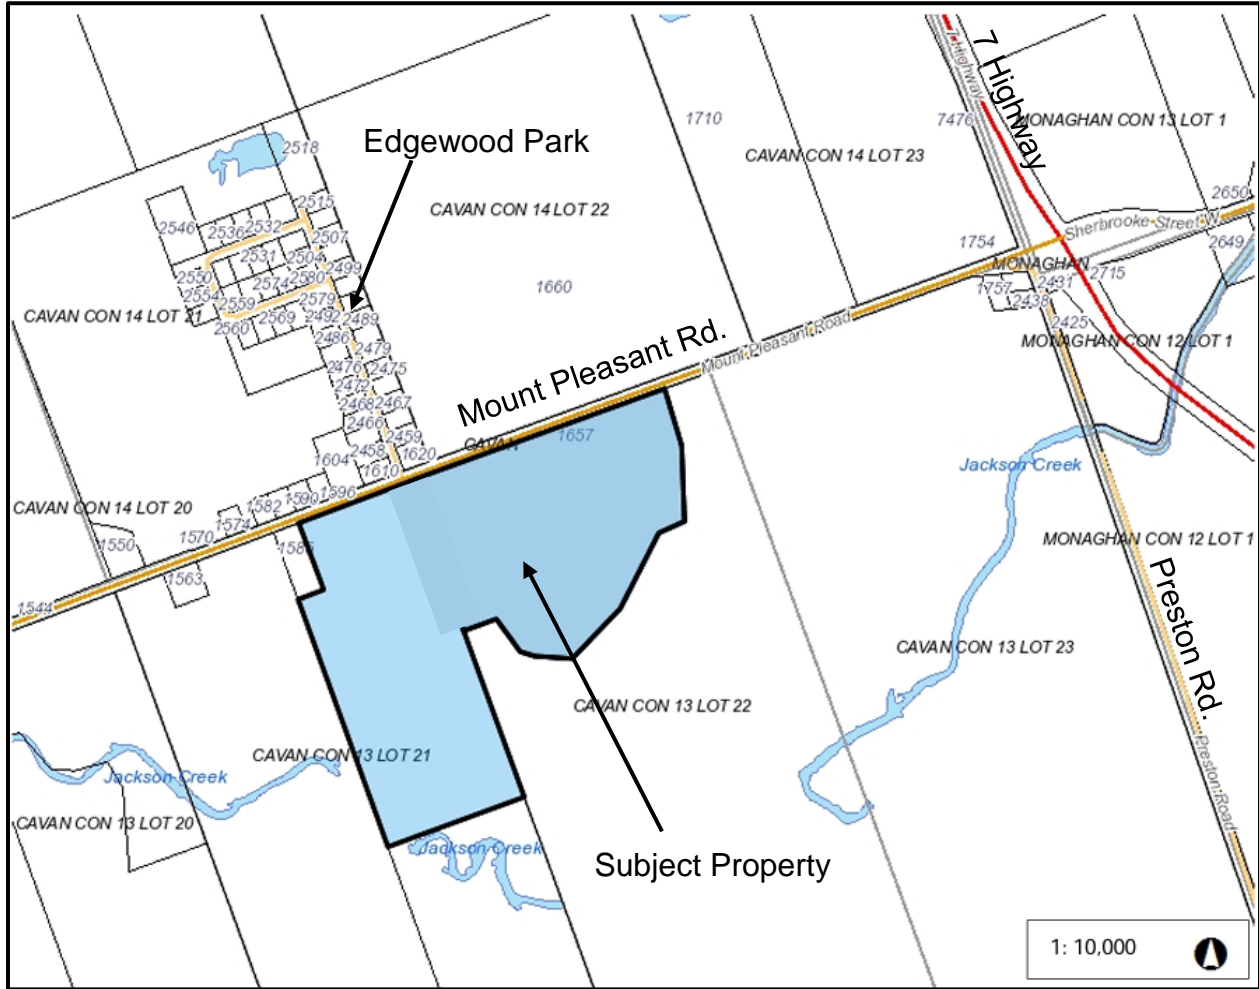 7 Highway
7 Highway
1710
7476
MONAGHAN CON 13 LOT 1
Edgewood Park
2518
CAVAN CON 14 LOT 23
2515
2650
CAVAN CON 14 LOT 22
2546
2536
2532
Sherbrooke Street W
2507
1754
2649
2531
2504
MONAGHAN
2550
2499
2715
2574
2580
1660
1757
2431
2554
2559
2579
2438
CAVAN CON 14 LOT 21
2569
2492
2489
2425
2560
2486
Mount Pleasant Road
MONAGHAN CON 12 LOT 1
2479
Mount Pleasant Rd.
2476
2475
2472
2468
2467
2466
2459
1657
CAVAN
2458
1620
1604
1610
Jackson Creek
1596
1590
1582
CAVAN CON 14 LOT 20
1574
1570
1550
MONAGHAN CON 12 LOT 1
1563
1544
Preston Rd.
CAVAN CON 13 LOT 23
CAVAN CON 13 LOT 22
CAVAN CON 13 LOT 21
Jackson Creek
Preston Road
CAVAN CON 13 LOT 20
Jackson Creek
Subject Property
1: 10,000